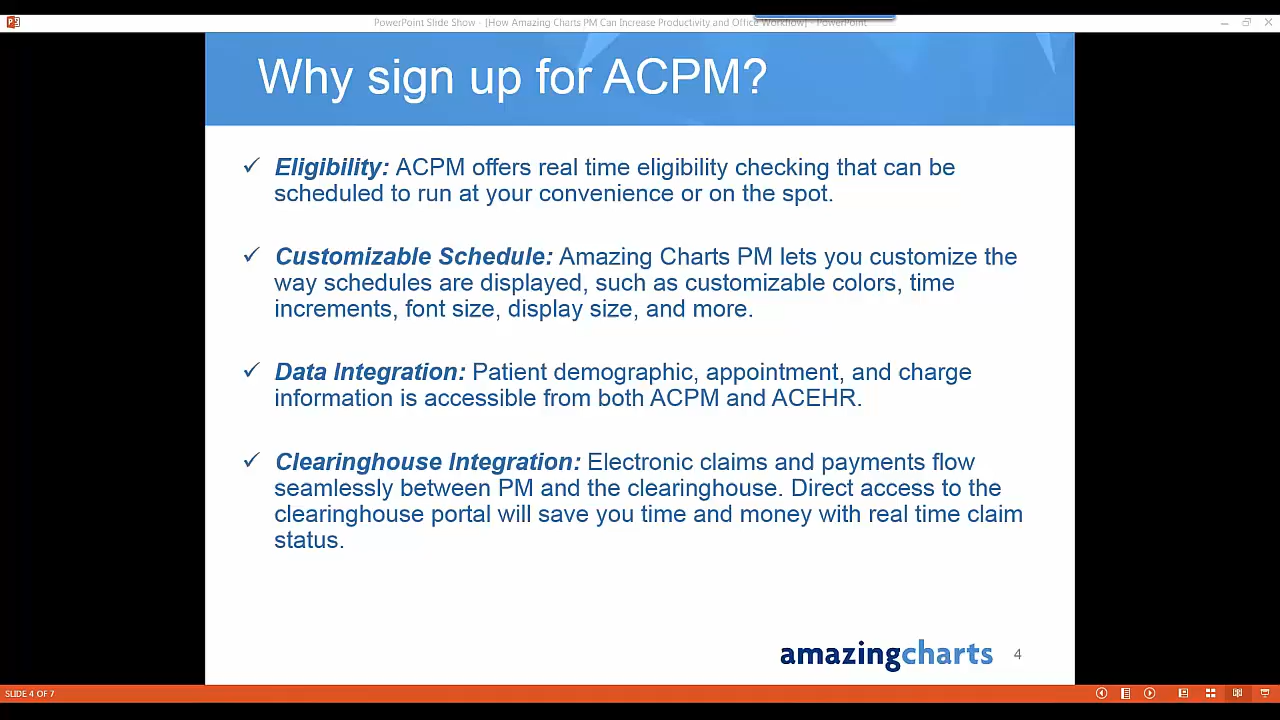 PowerPoint Slide Show - [How Amazing Charts PM Can Increase Productivity and Office Workflow] - PowerPoint
Why sign up for ACPM?
✓ Eligibility: ACPM offers real time eligibility checking that can be
scheduled to run at your convenience or on the spot.
✓ Customizable Schedule: Amazing Charts PM lets you customize the
way schedules are displayed, such as customizable colors, time
increments, font size, display size, and more.
✓ Data Integration: Patient demographic, appointment, and charge
information is accessible from both ACPM and ACEHR.
✓ Clearinghouse Integration: Electronic claims and payments flow
seamlessly between PM and the clearinghouse. Direct access to the
clearinghouse portal will save you time and money with real time claim
status.
amazingcharts 4
SLIDE 4 OF 7